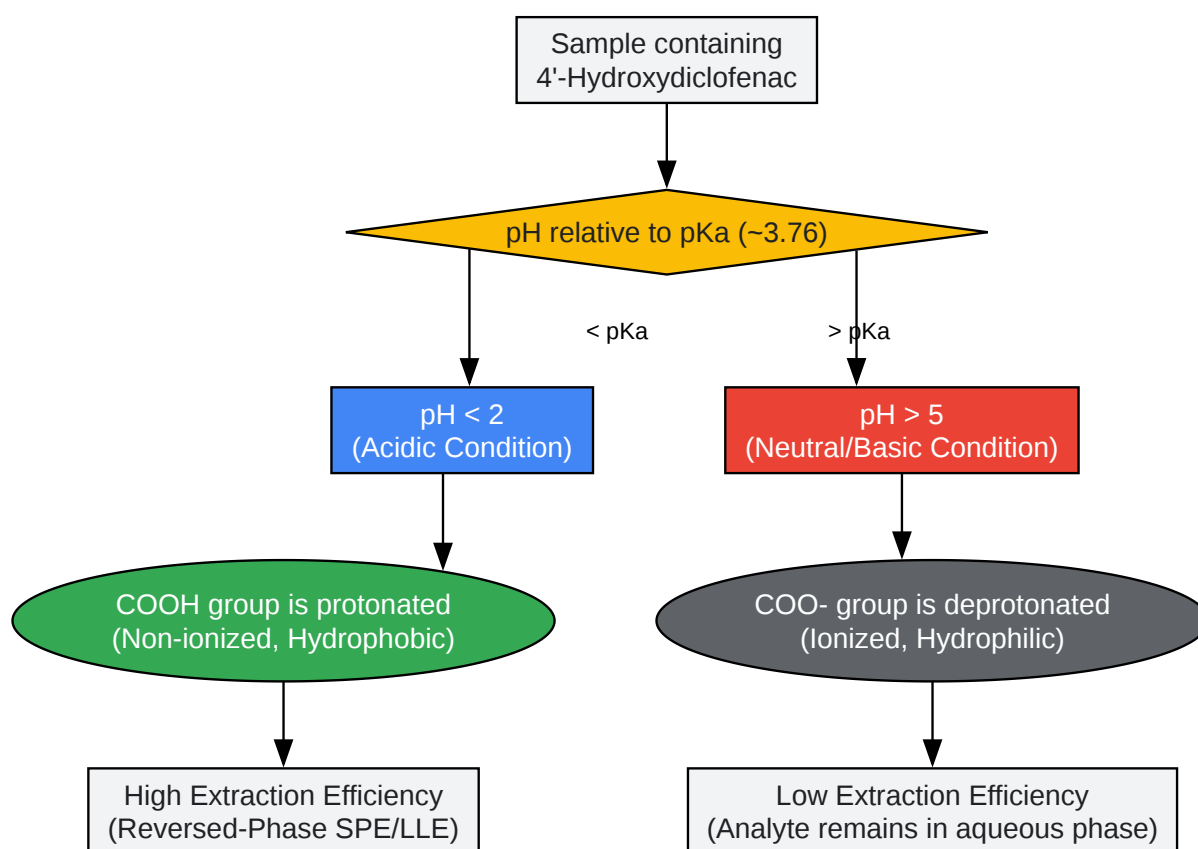 Sample containing
4'-Hydroxydiclofenac
pH relative to pKa (~3.76)
< pKa
> pKa
pH < 2
(Acidic Condition)
pH > 5
(Neutral/Basic Condition)
COOH group is protonated
(Non-ionized, Hydrophobic)
COO- group is deprotonated
(Ionized, Hydrophilic)
High Extraction Efficiency
(Reversed-Phase SPE/LLE)
Low Extraction Efficiency
(Analyte remains in aqueous phase)